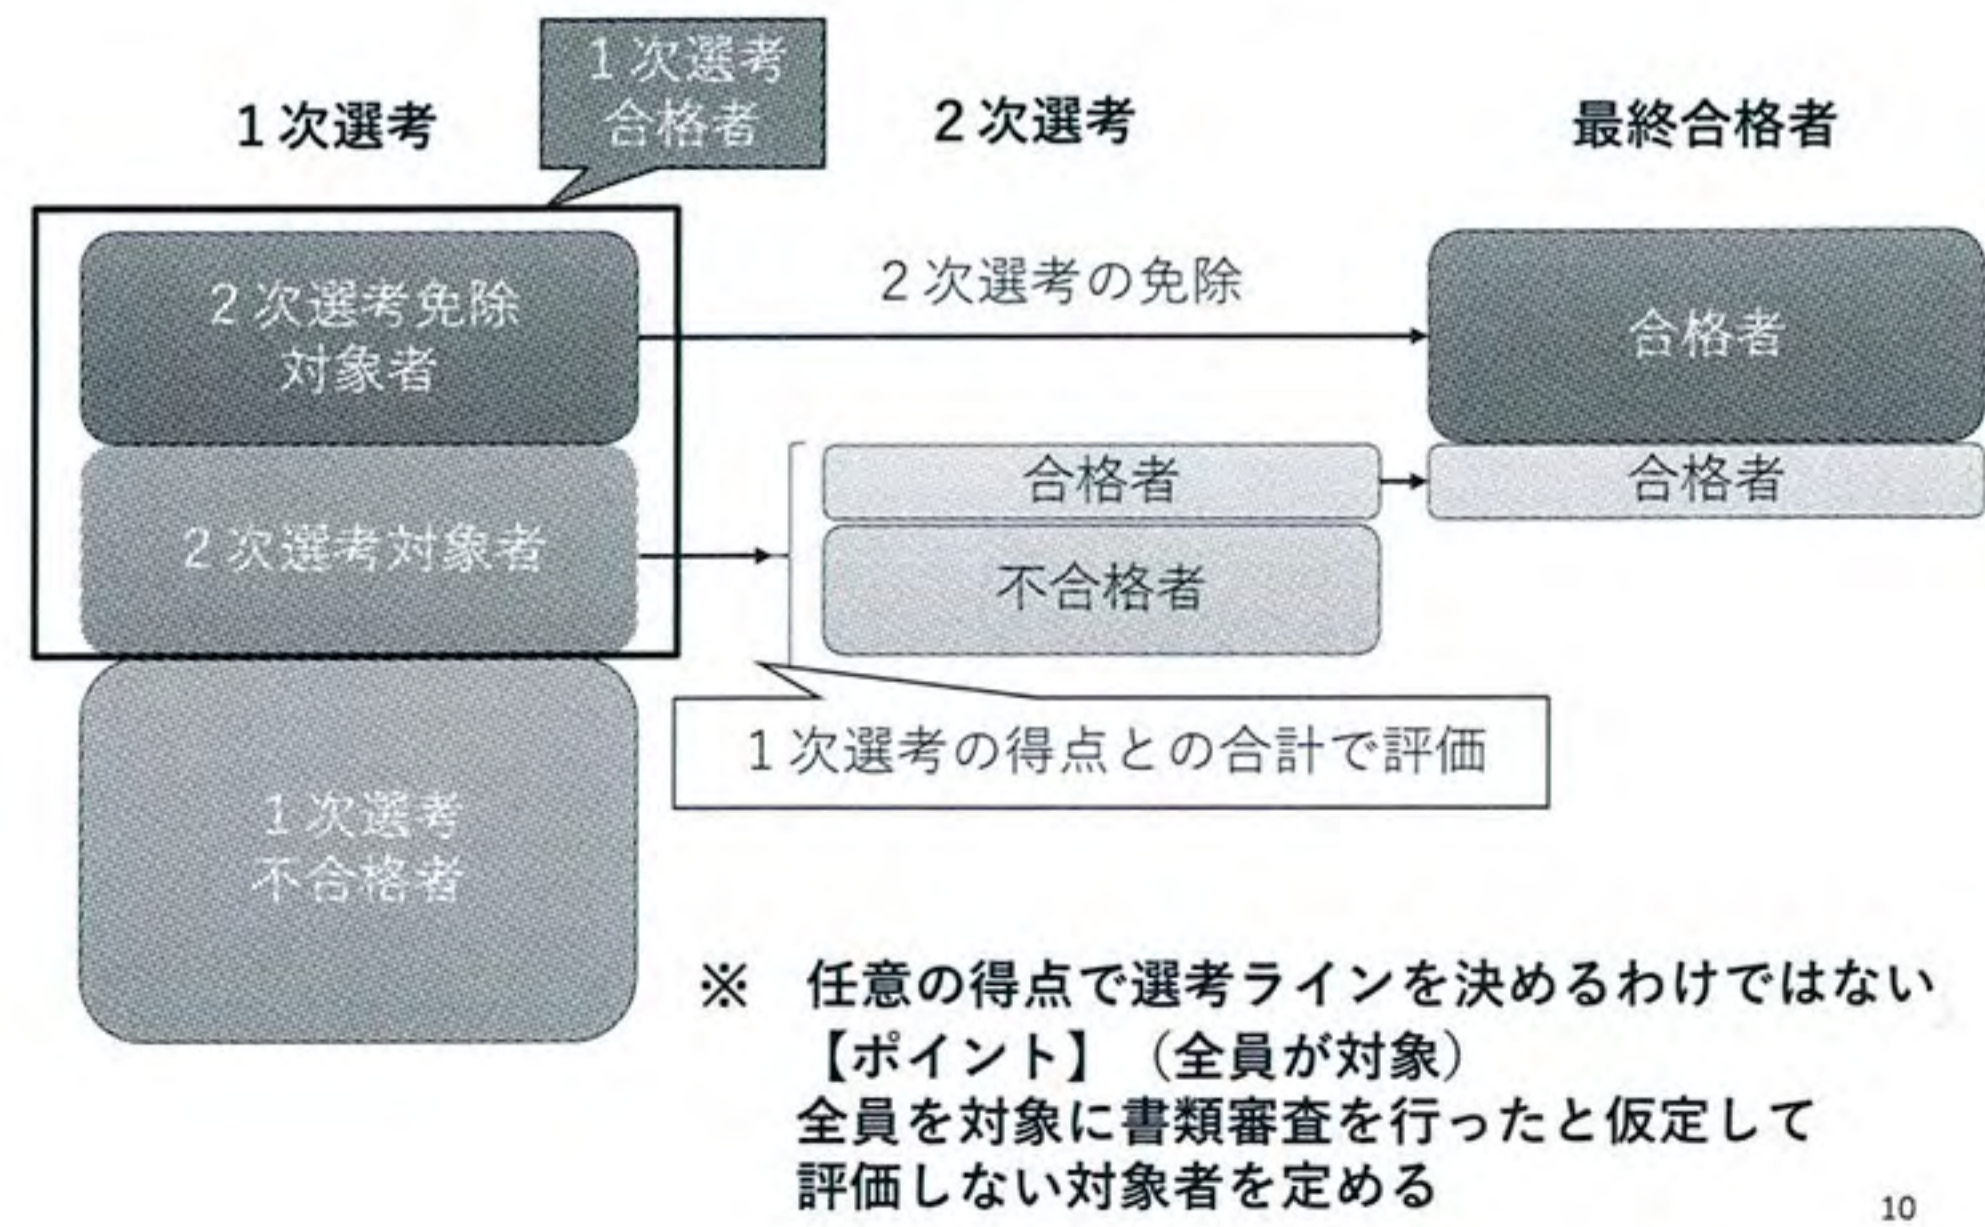 1次選考
1次選考
合格者
2次選考
最終合格者
2次選考免除
対象者
2次選考の免除
合格者
2次選考対象者
合格者
合格者
不合格者
1次選考の得点との合計で評価
1次選考
不合格者
※ 任意の得点で選考ラインを決めるわけではない
【ポイント】（全員が対象）
全員を対象に書類審査を行ったと仮定して
評価しない対象者を定める
10